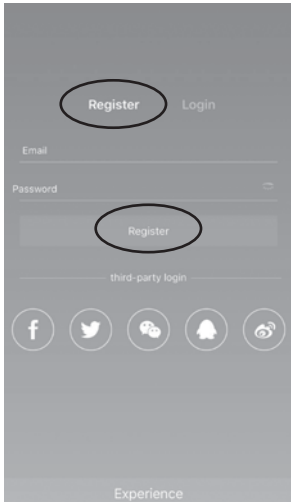 Register Login
Email
Password
Register
third-party login
Experience